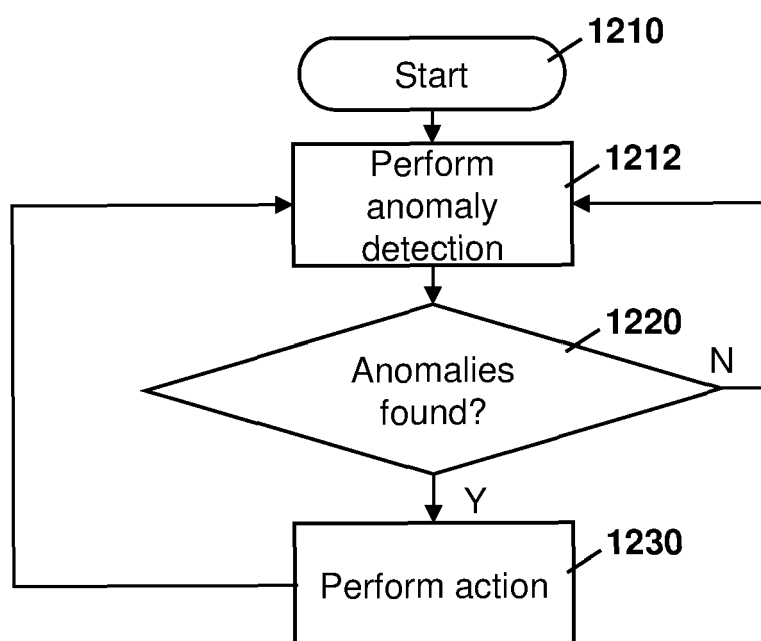 1210
Start
1212
Perform
anomaly
detection
1220
N
Anomalies
found?
Y
1230
Perform action